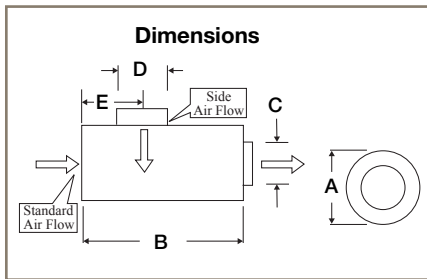 Dimensions
D
E
Side
Air Flow
C
A
Standard
Air Flow
B